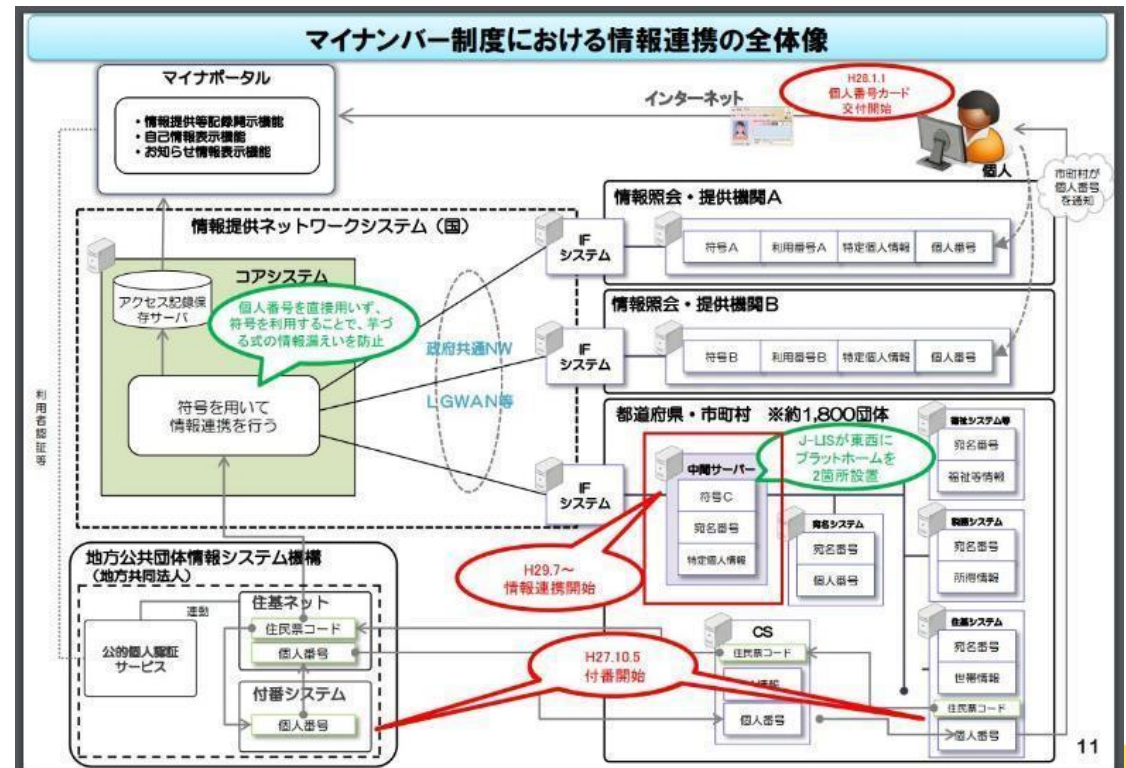 マイナンバー制度における情報連携の全体像
マイナポータル
・情報提供等記録開示機能
・自己情報表示機能
・お知らせ情報表示機能
インターネット
H28.1.1
個人番号カード
交付開始
個人
市町村が
個人番号
を通知
情報提供ネットワークシステム（国）
コアシステム
アクセス記録保
存サーバ
個人番号を直接用いず、
符号を利用することで、芋づ
る式の情報漏えいを防止
符号を用いて
情報連携を行う
政府共通NW
LGWAN等
利用者認証等
IF
システム
情報照会・提供機関A
符号A
利用番号A
特定個人情報
個人番号
IF
システム
情報照会・提供機関B
符号B
利用番号B
特定個人情報
個人番号
IF
システム
都道府県・市町村　※約1,800団体
J-LISが東西に
プラットホームを
2箇所設置
中間サーバー
符号C
宛名番号
特定個人情報
宛名システム
宛名番号
個人番号
福祉システム等
宛名番号
福祉等情報
税務システム
宛名番号
所得情報
住基システム
宛名番号
世帯情報
住民票コード
個人番号
H29.7～
情報連携開始
地方公共団体情報システム機構
（地方共同法人）
住基ネット
連動
住民票コード
個人番号
公的個人認証
サービス
付番システム
個人番号
H27.10.5
付番開始
CS
住民票コード
情報
個人番号
11